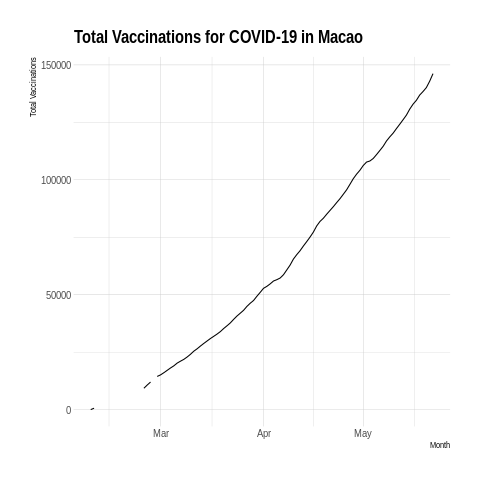 Total Vaccinations for COVID-19 in Macao
Total Vaccinations
150000
100000
50000
0
Mar Apr May
Month